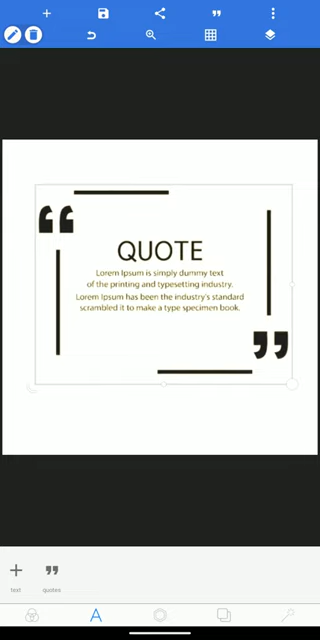 QUOTE
Lorem Ipsum is simply dummy text
of the printing and typesetting industry.
Lorem Ipsum has been the industry's standard
scrambled it to make a type specimen book.
text
quotes